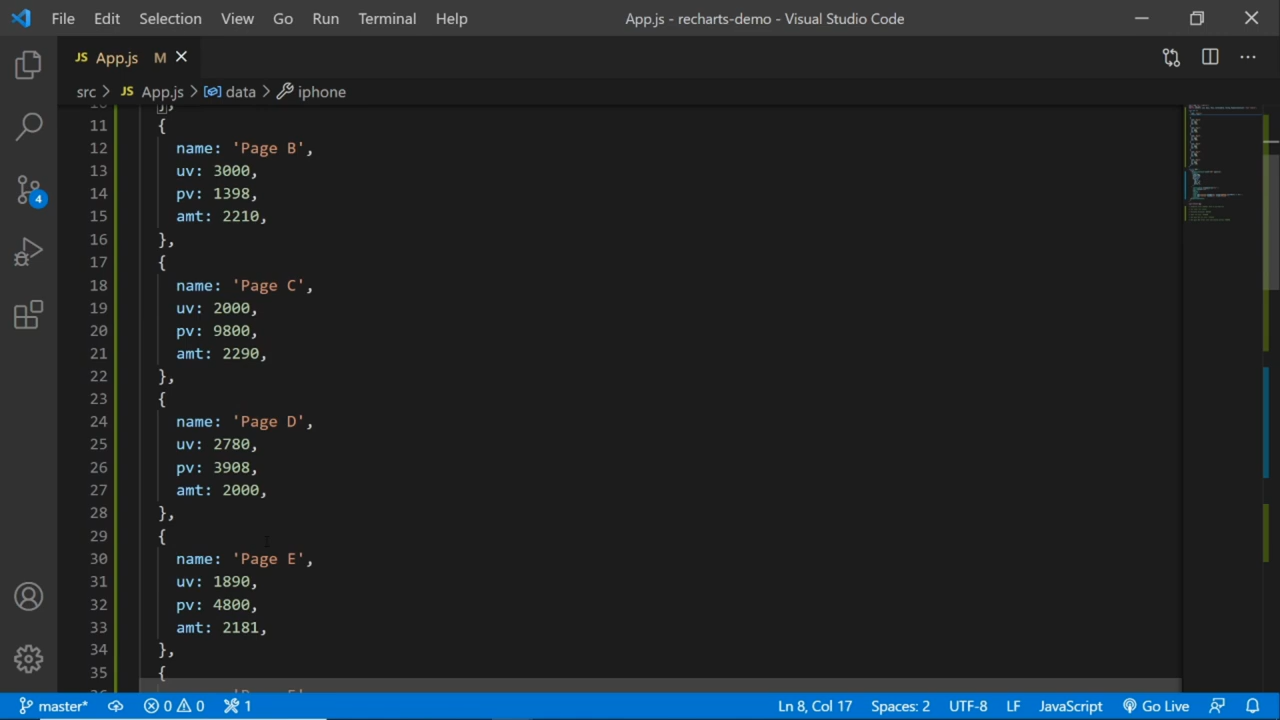 File Edit Selection View Go Run Terminal Help App.js - recharts-demo - Visual Studio Code
JS App.js M
src > JS App.js > data > iphone
10 },
11 {
12 name: 'Page B',
13 uv: 3000,
14 pv: 1398,
15 amt: 2210,
16 },
17 {
18 name: 'Page C',
19 uv: 2000,
20 pv: 9800,
21 amt: 2290,
22 },
23 {
24 name: 'Page D',
25 uv: 2780,
26 pv: 3908,
27 amt: 2000,
28 },
29 {
30 name: 'Page E',
31 uv: 1890,
32 pv: 4800,
33 amt: 2181,
34 },
35 {
4
master* 0 0 1 Ln 8, Col 17 Spaces: 2 UTF-8 LF JavaScript Go Live